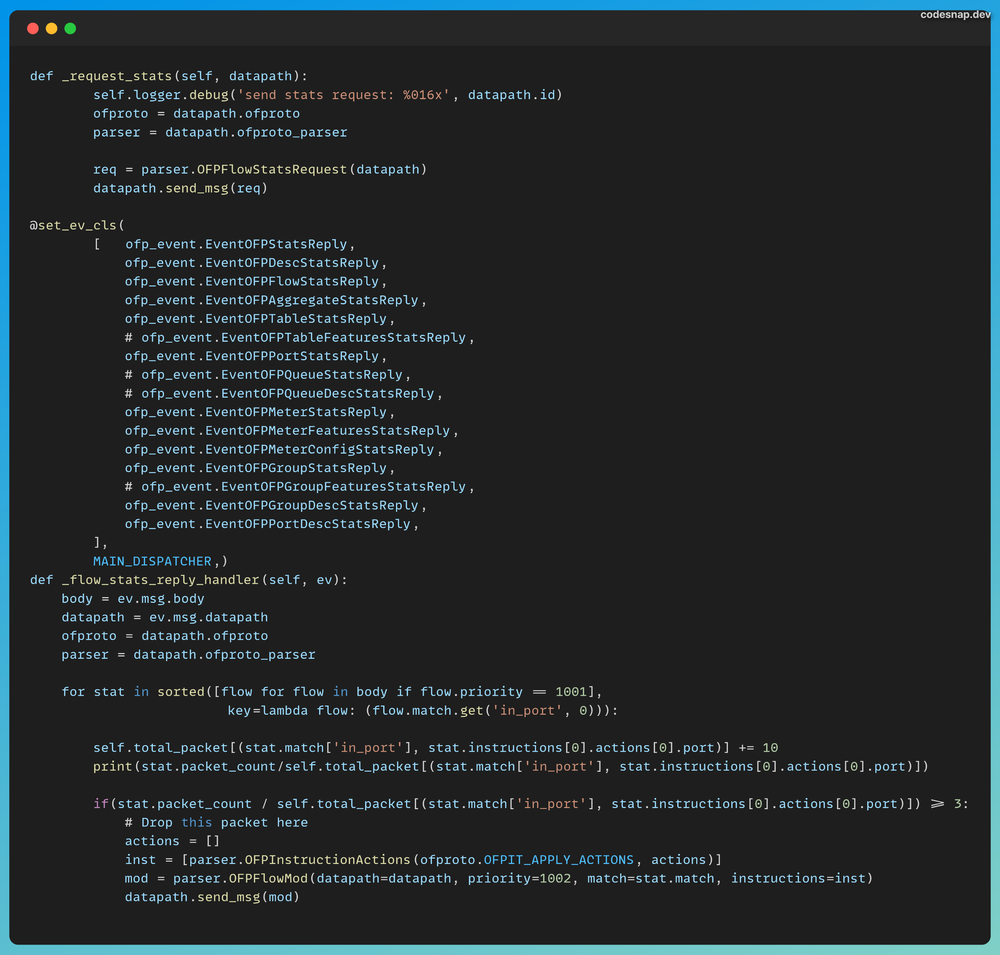 codesnap.dev
def _request_stats(self, datapath):
        self.logger.debug('send stats request: %016x', datapath.id)
        ofproto = datapath.ofproto
        parser = datapath.ofproto_parser

        req = parser.OFPFlowStatsRequest(datapath)
        datapath.send_msg(req)

@set_ev_cls(
        [   ofp_event.EventOFPStatsReply,
            ofp_event.EventOFPDescStatsReply,
            ofp_event.EventOFPFlowStatsReply,
            ofp_event.EventOFPAggregateStatsReply,
            ofp_event.EventOFPTableStatsReply,
            # ofp_event.EventOFPTableFeaturesStatsReply,
            ofp_event.EventOFPPortStatsReply,
            # ofp_event.EventOFPQueueStatsReply,
            # ofp_event.EventOFPQueueDescStatsReply,
            ofp_event.EventOFPMeterStatsReply,
            ofp_event.EventOFPMeterFeaturesStatsReply,
            ofp_event.EventOFPMeterConfigStatsReply,
            ofp_event.EventOFPGroupStatsReply,
            # ofp_event.EventOFPGroupFeaturesStatsReply,
            ofp_event.EventOFPGroupDescStatsReply,
            ofp_event.EventOFPPortDescStatsReply,
        ],
        MAIN_DISPATCHER,)
def _flow_stats_reply_handler(self, ev):
    body = ev.msg.body
    datapath = ev.msg.datapath
    ofproto = datapath.ofproto
    parser = datapath.ofproto_parser

    for stat in sorted([flow for flow in body if flow.priority == 1001],
                         key=lambda flow: (flow.match.get('in_port', 0))):

        self.total_packet[(stat.match['in_port'], stat.instructions[0].actions[0].port)] += 10
        print(stat.packet_count/self.total_packet[(stat.match['in_port'], stat.instructions[0].actions[0].port)])

        if(stat.packet_count / self.total_packet[(stat.match['in_port'], stat.instructions[0].actions[0].port)]) >= 3:
            # Drop this packet here
            actions = []
            inst = [parser.OFPInstructionActions(ofproto.OFPIT_APPLY_ACTIONS, actions)]
            mod = parser.OFPFlowMod(datapath=datapath, priority=1002, match=stat.match, instructions=inst)
            datapath.send_msg(mod)